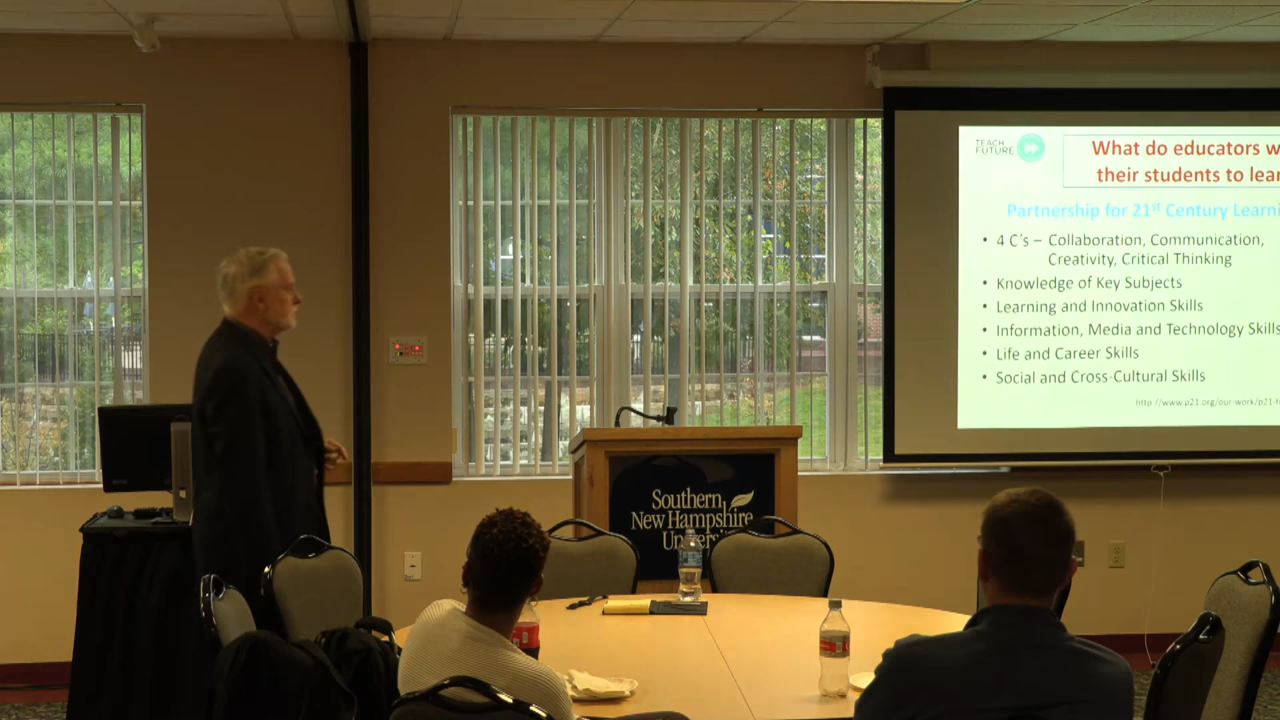 TEACH
FUTURE
What do educators w
their students to lear
Partnership for 21st Century Learni
• 4 C's – Collaboration, Communication,
Creativity, Critical Thinking
• Knowledge of Key Subjects
• Learning and Innovation Skills
• Information, Media and Technology Skills
• Life and Career Skills
• Social and Cross-Cultural Skills
http://www.p21.org/our-work/p21-f
Southern
New Hampshire
University